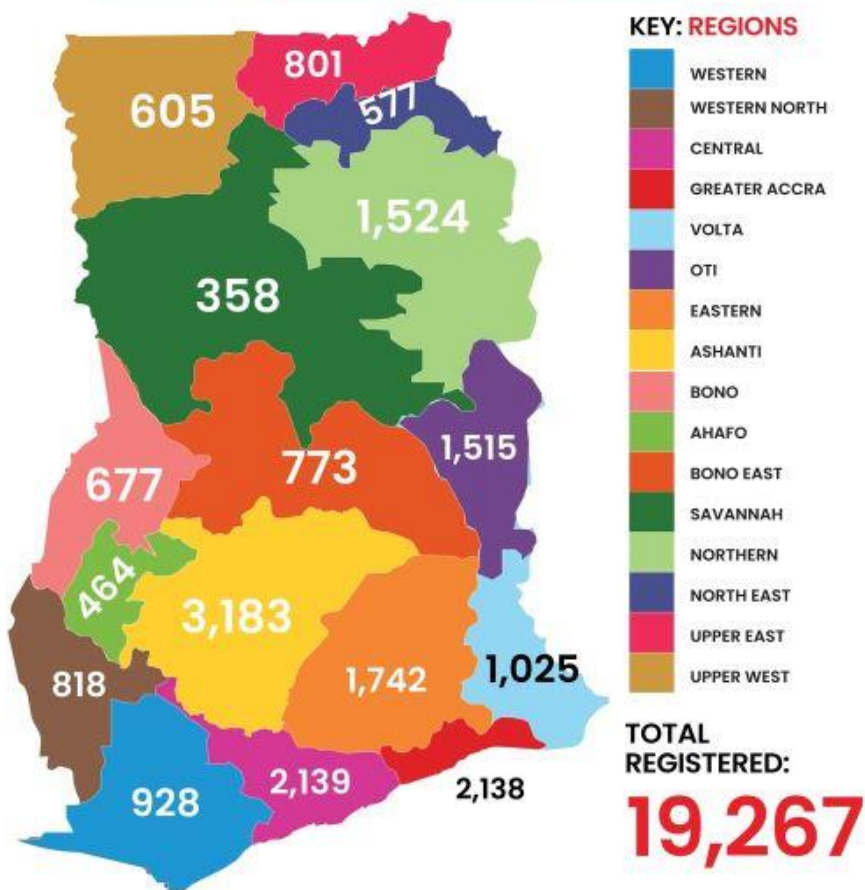 KEY: REGIONS
WESTERN
WESTERN NORTH
CENTRAL
GREATER ACCRA
VOLTA
OTI
EASTERN
ASHANTI
BONO
AHAFO
BONO EAST
SAVANNAH
NORTHERN
NORTH EAST
UPPER EAST
UPPER WEST
TOTAL
REGISTERED:
19,267
801
577
605
1,524
358
1,515
773
677
464
3,183
818
1,742
1,025
928
2,139
2,138